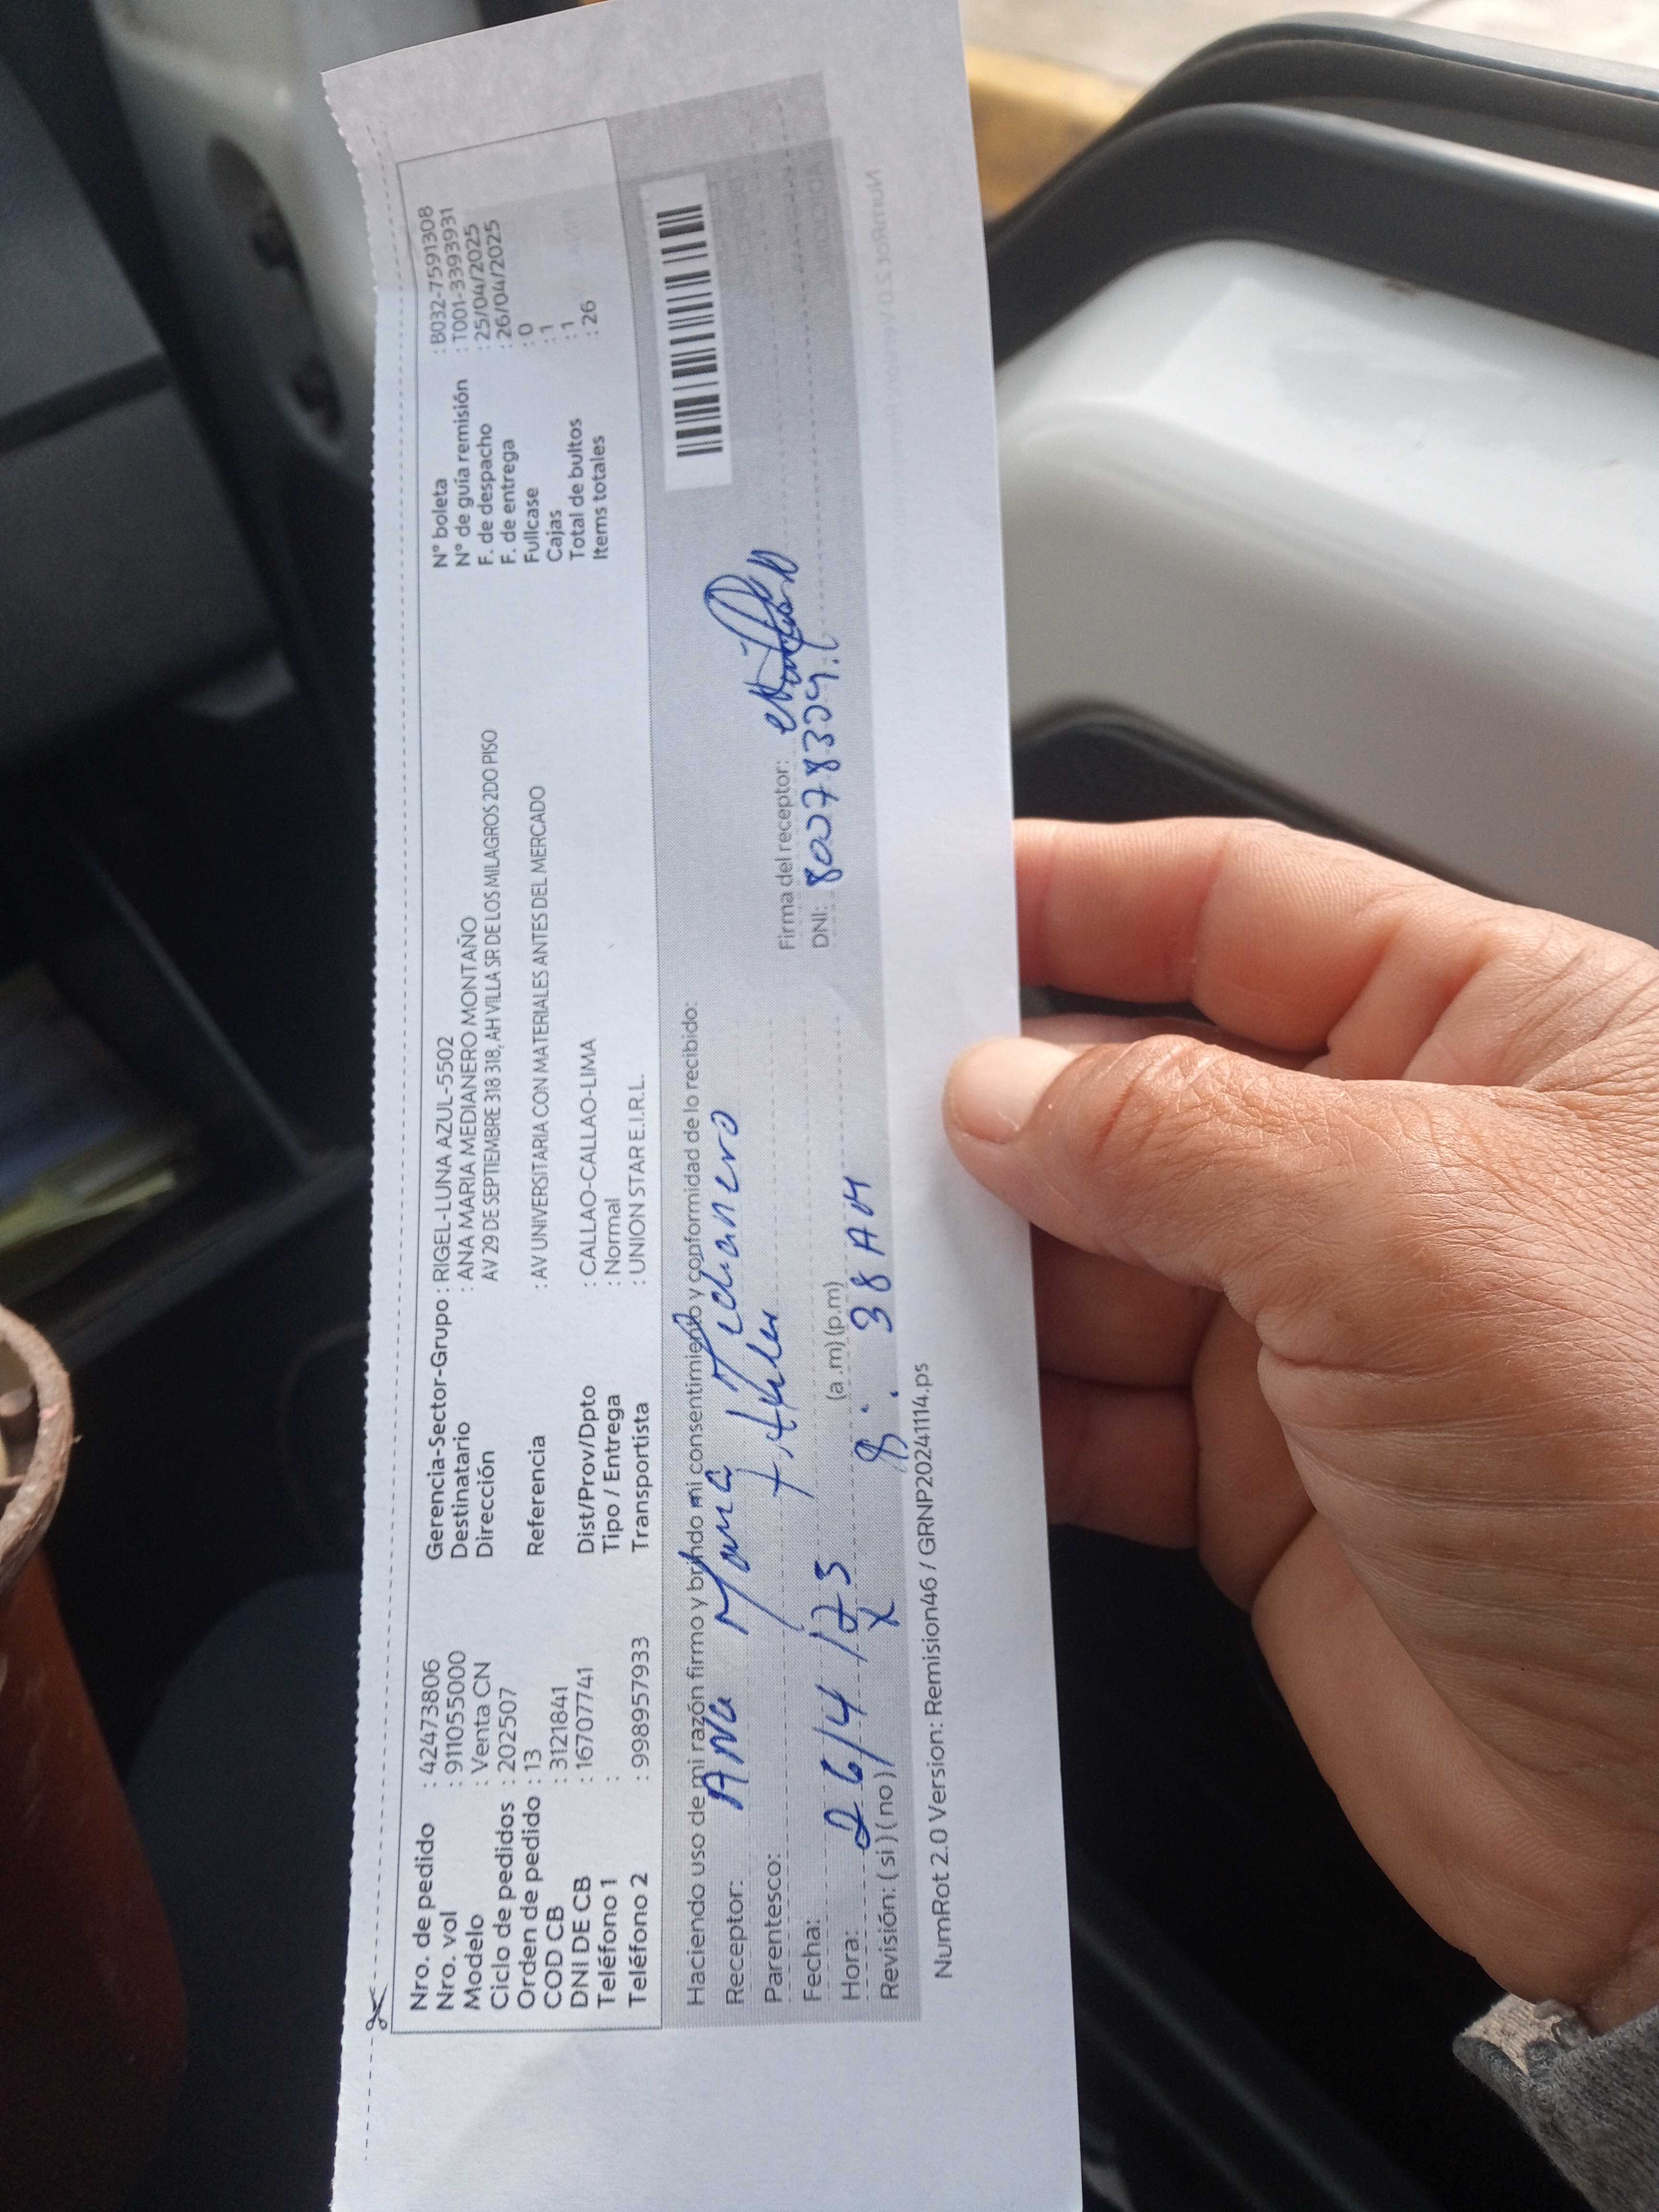 Nro. de pedido : 42473806
Nro. vol : 911055000
Modelo : Venta CN
Ciclo de pedidos : 202507
Orden de pedido : 13
COD CB : 3121841
DNI DE CB : 16707741
Teléfono 1 :
Teléfono 2 : 998957933
Gerencia-Sector-Grupo : RIGEL-LUNA AZUL-5502
Destinatario : ANA MARIA MEDIANERO MONTAÑO
Dirección AV 29 DE SEPTIEMBRE 318 318, AH VILLA SR DE LOS MILAGROS 2DO PISO
Referencia : AV UNIVERSITARIA CON MATERIALES ANTES DEL MERCADO
Dist/Prov/Dpto : CALLAO-CALLAO-LIMA
Tipo / Entrega : Normal
Transportista : UNION STAR E.I.R.L.
N° boleta : B032-7591308
N° de guía remisión : T001-3393931
F. de despacho : 25/04/2025
F. de entrega : 26/04/2025
Fullcase : 0
Cajas : 1
Total de bultos : 1
Items totales : 26
Haciendo uso de mi razón firmo y brindo mi consentimiento y conformidad de lo recibido:
Receptor: Ana Maria Medianero
Parentesco: titular
Fecha: 26/4/25
Hora: (a.m)(p.m) 8:38 AM
Revisión: ( si ) ( no ) x
Firma del receptor:
DNI:
NumRot 2.0 Version: Remision46 / GRNP20241114.ps